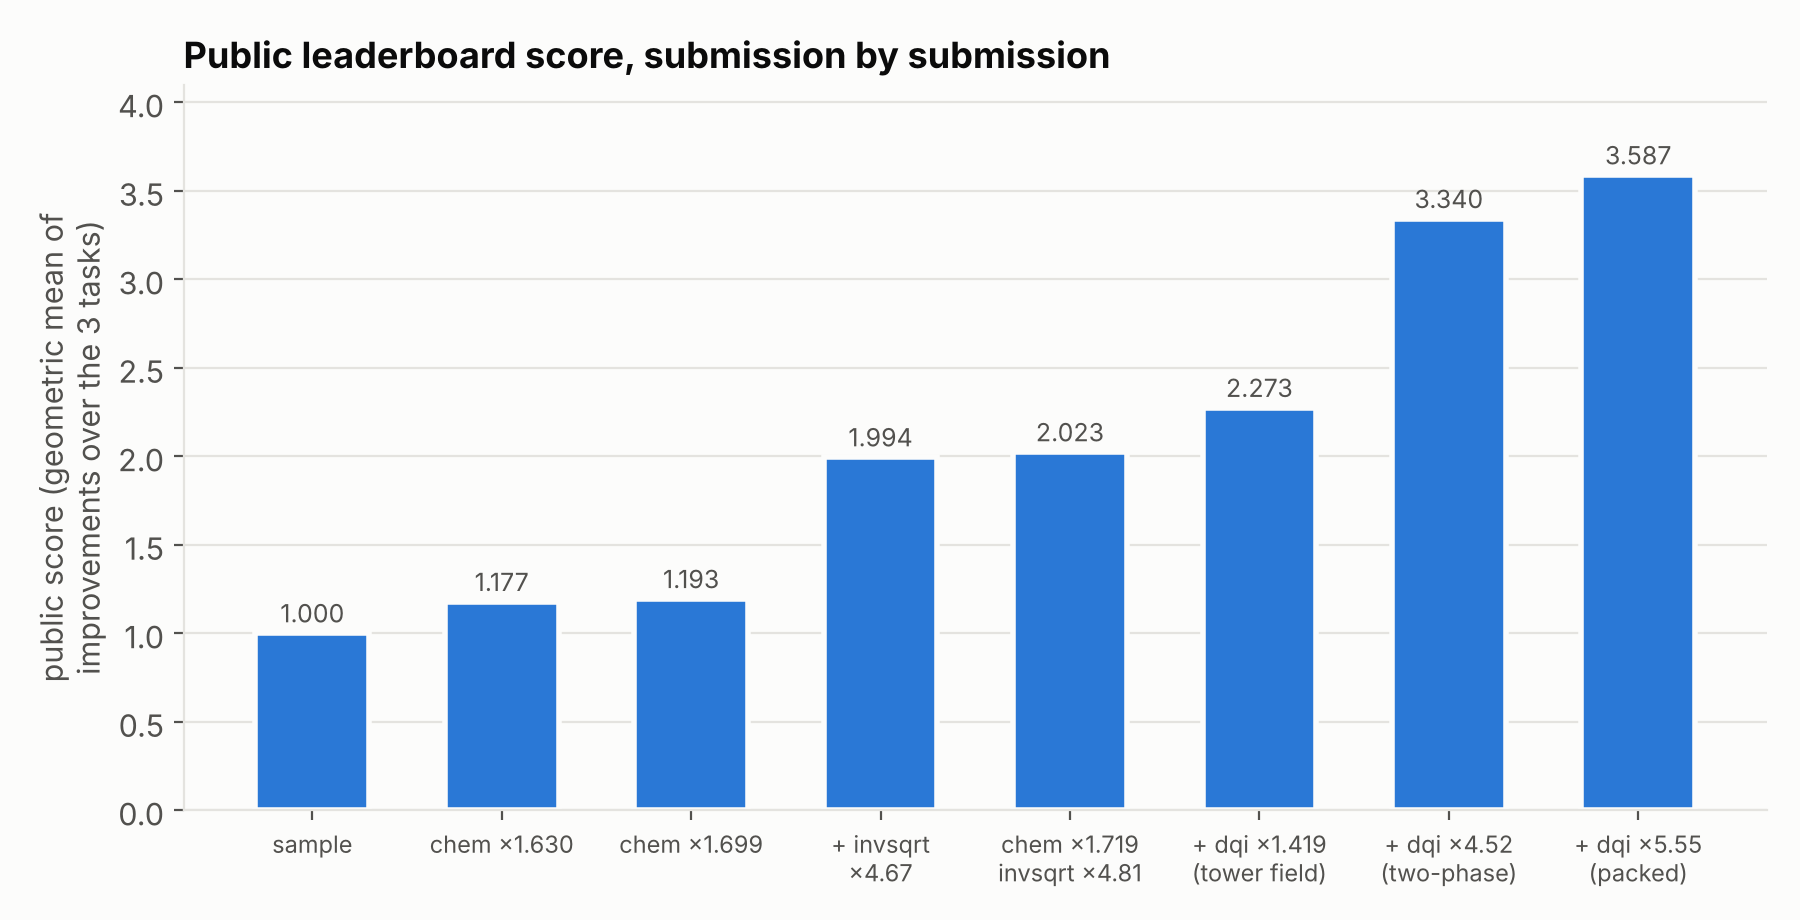 Public leaderboard score, submission by submission
public score (geometric mean of
improvements over the 3 tasks)
4.0
3.5
3.0
2.5
2.0
1.5
1.0
0.5
0.0
1.000
1.177
1.193
1.994
2.023
2.273
3.340
3.587
sample
chem ×1.630
chem ×1.699
+ invsqrt
×4.67
chem ×1.719
invsqrt ×4.81
+ dqi ×1.419
(tower field)
+ dqi ×4.52
(two-phase)
+ dqi ×5.55
(packed)